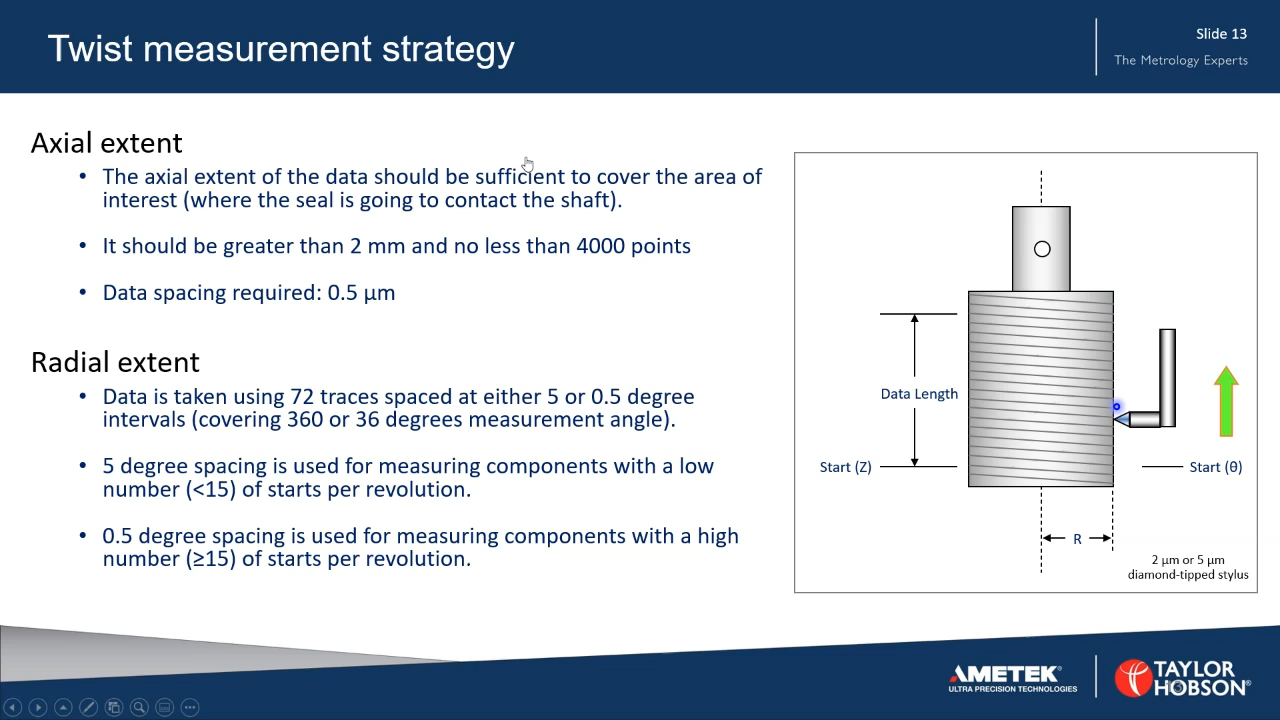 Twist measurement strategy
Slide 13
The Metrology Experts
Axial extent
• The axial extent of the data should be sufficient to cover the area of
interest (where the seal is going to contact the shaft).
• It should be greater than 2 mm and no less than 4000 points
• Data spacing required: 0.5 µm
Radial extent
• Data is taken using 72 traces spaced at either 5 or 0.5 degree
intervals (covering 360 or 36 degrees measurement angle).
• 5 degree spacing is used for measuring components with a low
number (<15) of starts per revolution.
• 0.5 degree spacing is used for measuring components with a high
number (≥15) of starts per revolution.
Data Length
Start (Z)
Start (θ)
R
2 µm or 5 µm
diamond-tipped stylus
AMETEK®
ULTRA PRECISION TECHNOLOGIES
TAYLOR
HOBSON®